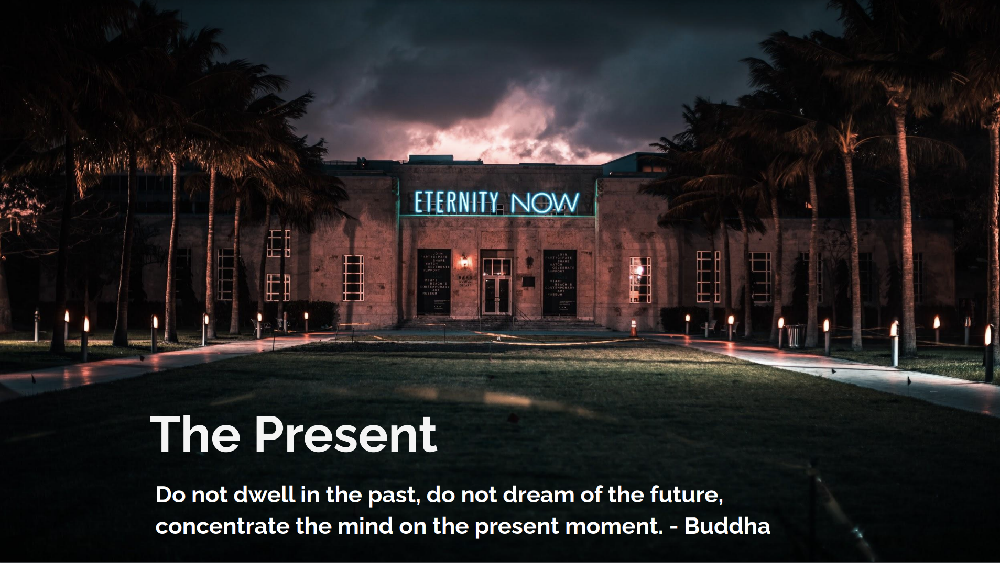 ETERNITY NOW
JOIN
PARTICIPATE
SHARE
WATCH
CELEBRATE
SUPPORT
MIAMI
BEACH'S
CONTEMPORARY
ART
MUSEUM
BASS
MUSEUM
OF ART
JOIN
PARTICIPATE
SHARE
WATCH
CELEBRATE
SUPPORT
MIAMI
BEACH'S
CONTEMPORARY
ART
MUSEUM
The Present
Do not dwell in the past, do not dream of the future,
concentrate the mind on the present moment. - Buddha